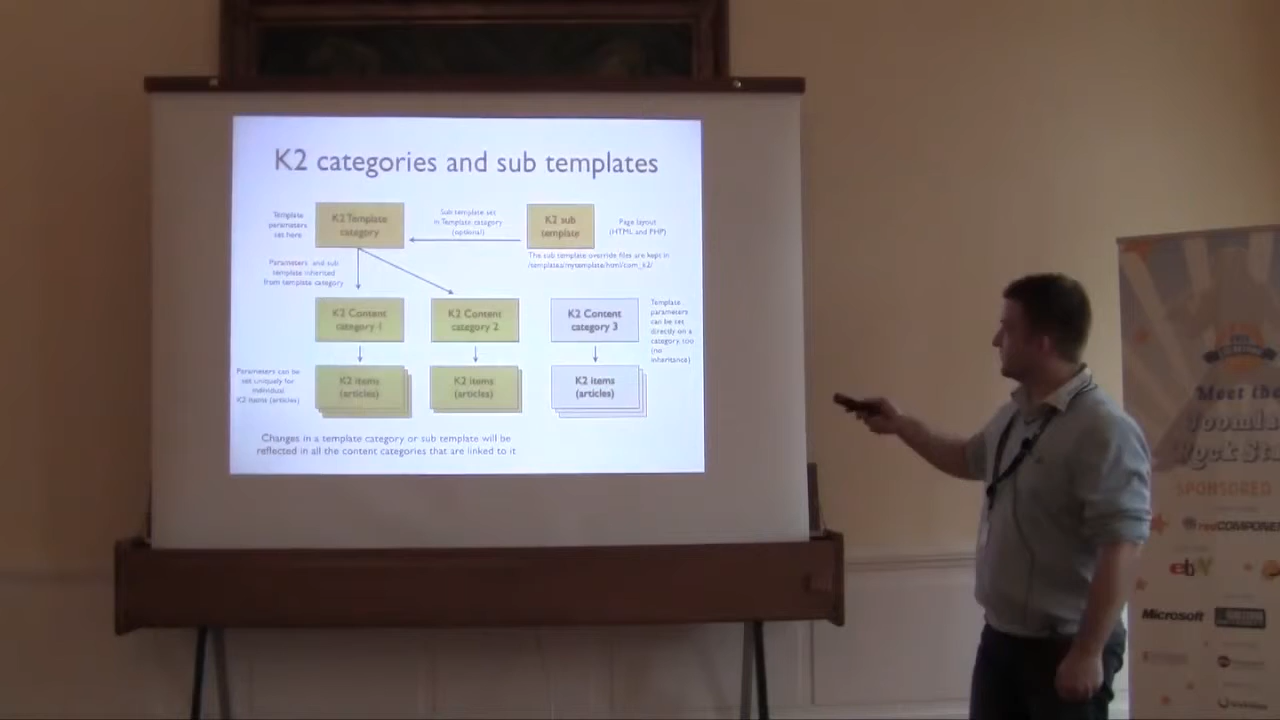 K2 categories and sub templates
Template
parameters
set here
K2 Template
category
Sub template set
in Template category
(optional)
K2 sub
template
Page layout
(HTML and PHP)
The sub template override files are kept in
/templates/mytemplate/html/com_k2/
Parameters and sub
template inherited
from template category
K2 Content
category 1
K2 Content
category 2
K2 Content
category 3
Template
parameters
can be set
directly on a
category too
(no
inheritance)
Parameters can be
set uniquely for
individual
K2 items (articles)
K2 items
(articles)
K2 items
(articles)
K2 items
(articles)
Changes in a template category or sub template will be
reflected in all the content categories that are linked to it
Meet the
Joomla
SPONSORED
redCOMPONE
ebY
Microsoft